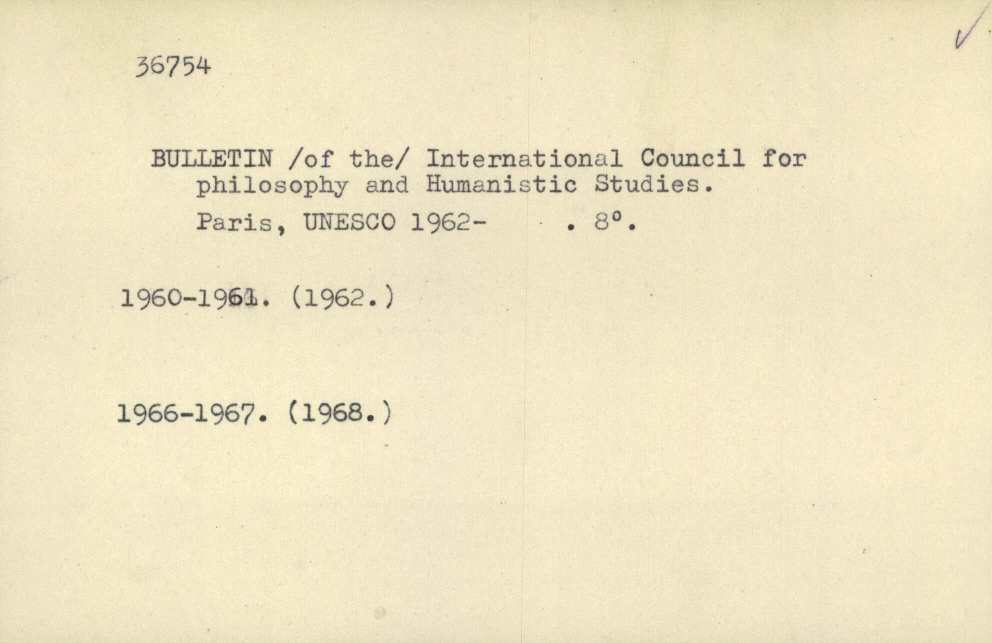 36754
BULLETIN /of the/ International Council for
philosophy and Humanistic Studies.
Paris, UNESCO 1962- . 8º.
1960-1961. (1962.)
1966-1967. (1968.)